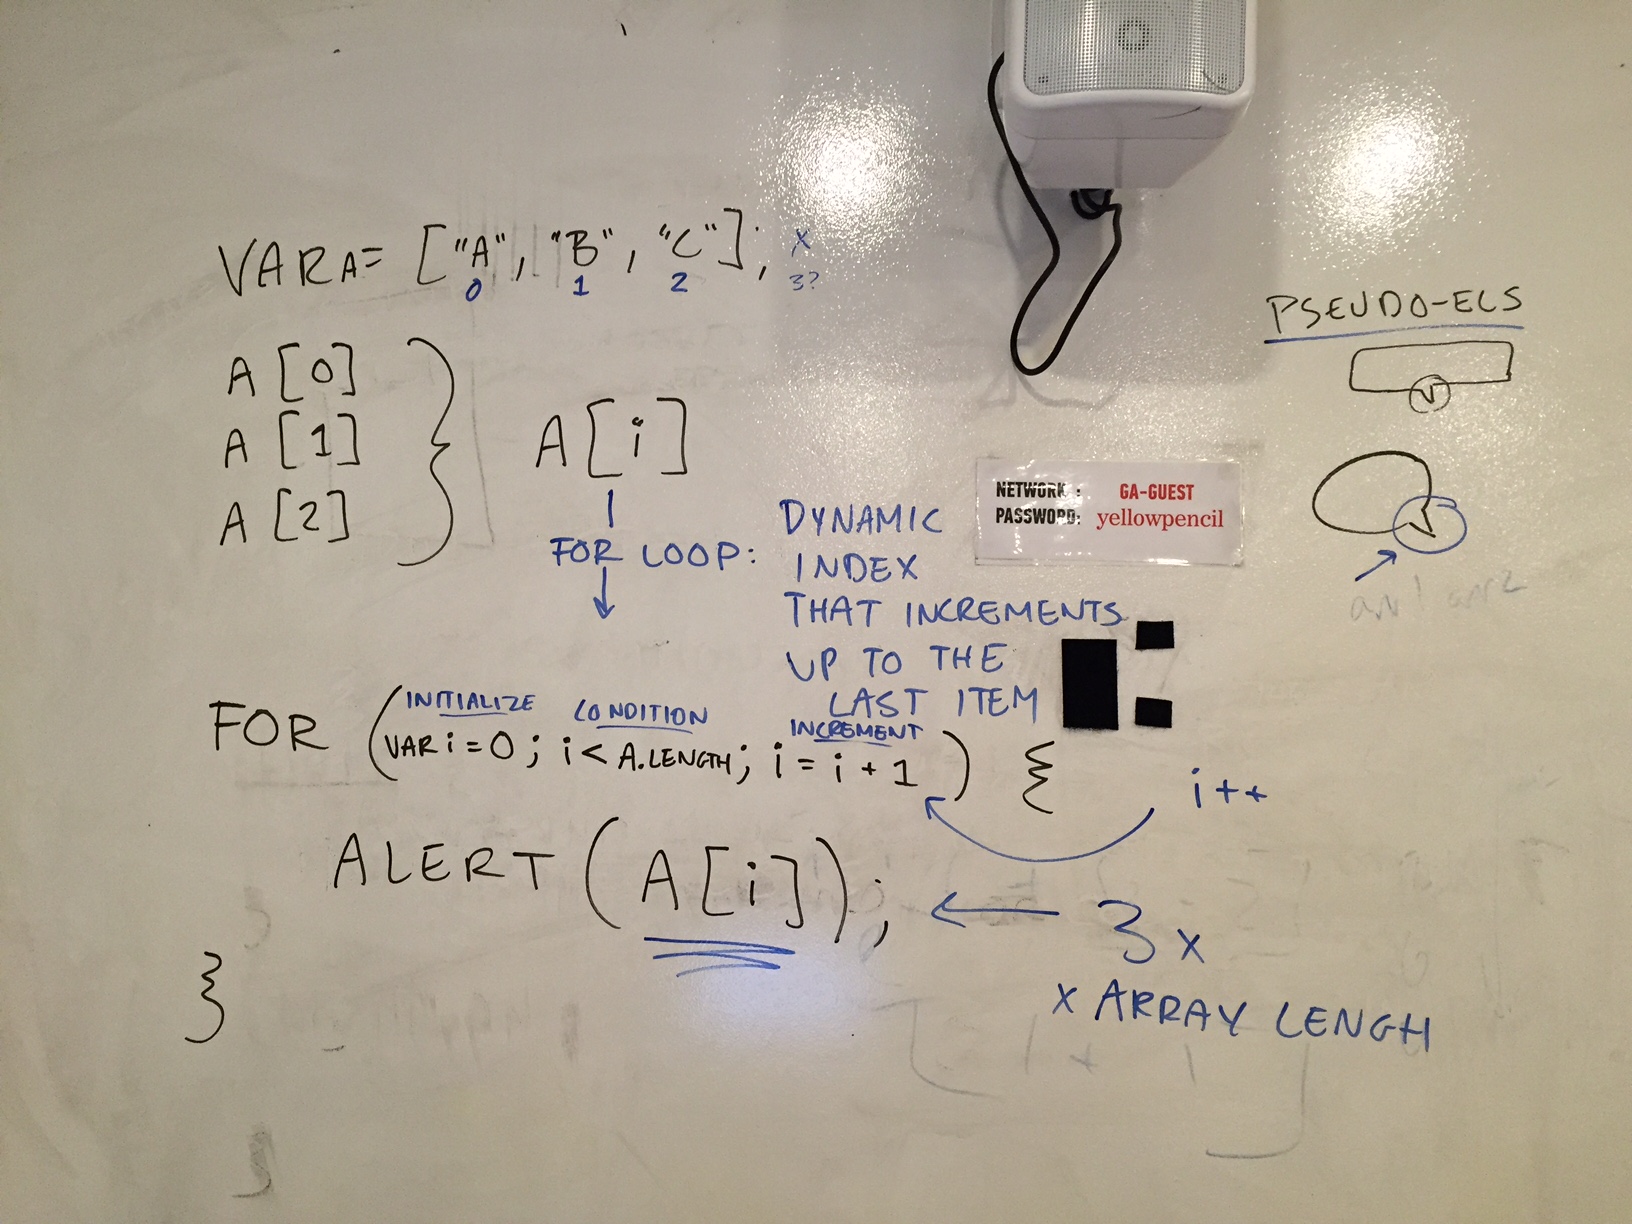 VAR A = ["A", "B", "C"]; X
0 1 2 3?
A [0]
A [1]
A [2]
A [i]
FOR LOOP:
DYNAMIC
INDEX
THAT INCREMENTS
UP TO THE
LAST ITEM
INITIALIZE CONDITION INCREMENT
FOR (VAR i = 0; i < A.LENGTH; i = i + 1) {
i++
ALERT (A[i]);
3 x
x ARRAY LENGH
}
PSEUDO-ELS
NETWORK : GA-GUEST
PASSWORD: yellowpencil